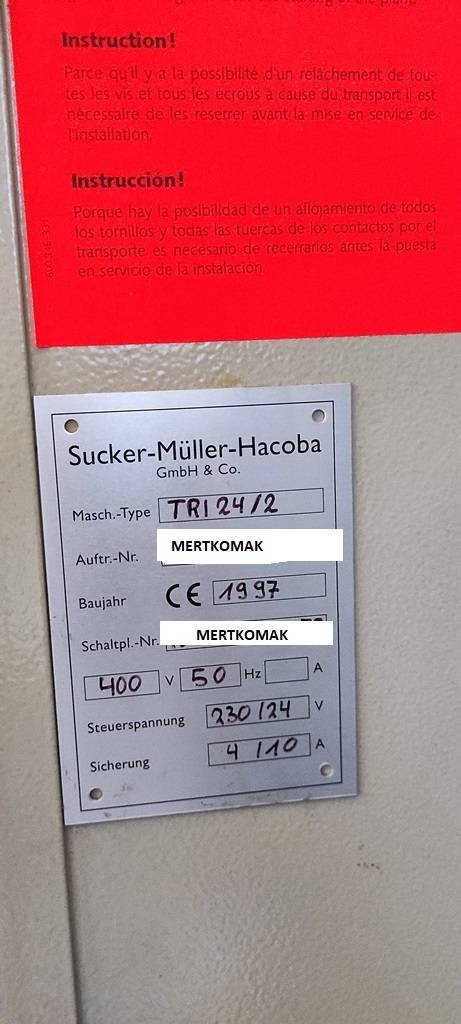 Instruction!
Parce qu'il y a la possibilité d'un relâchement de tou-
tes les vis et tous les écrous à cause du transport il est
nécessaire de les reserrer avant la mise en service de
l'installation.
Instrucción!
Porque hay la posibilidad de un aflojamiento de todos
los tornillos y todas las tuercas de los contactos por el
transporte es necesario de recerrarlos antes la puesta
en servicio de la instalación.
Sucker-Müller-Hacoba
GmbH & Co.
Masch.-Type TRI 24/2
Auftr.-Nr. MERTKOMAK
Baujahr CE 1997
Schaltpl.-Nr. MERTKOMAK
400 V 50 Hz A
Steuerspannung 230/24 V
Sicherung 4/10 A